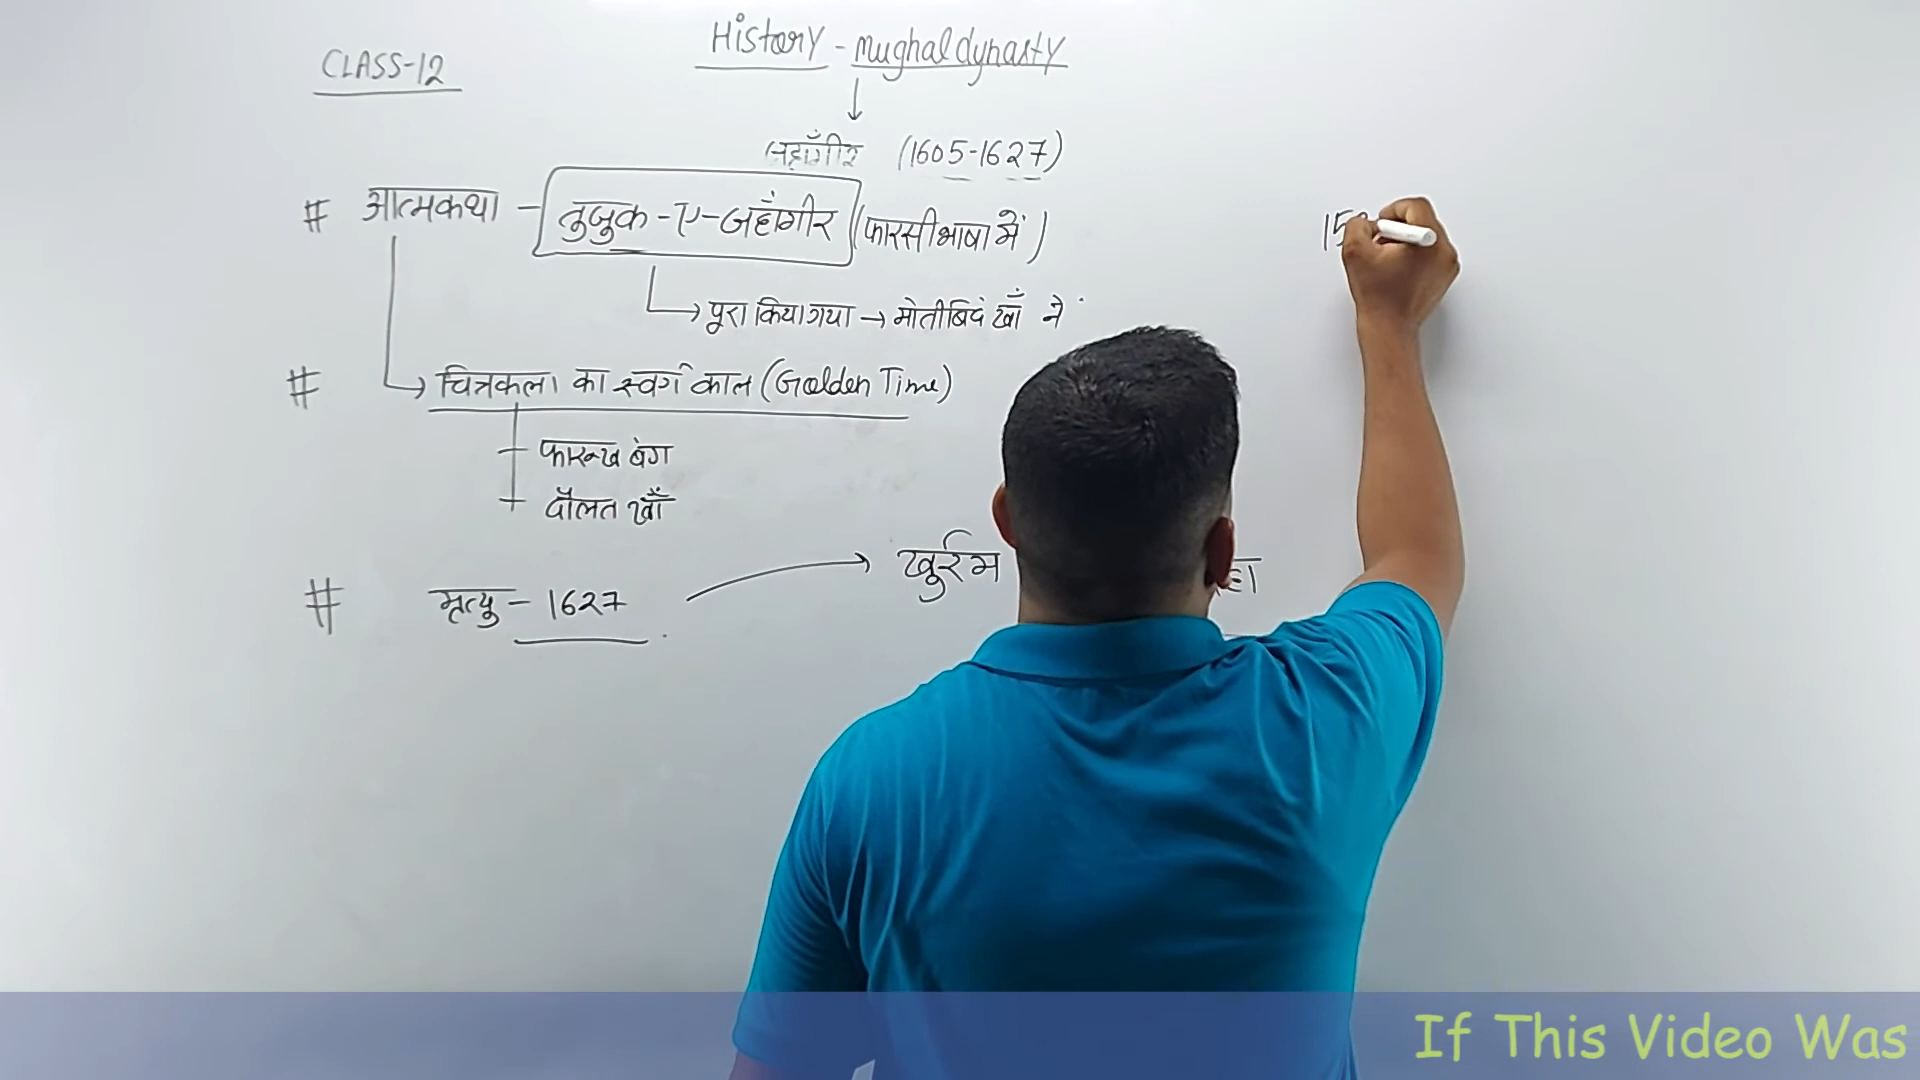 CLASS-12
History - Mughal dynasty
जहाँगीर (1605-1627)
# आत्मकथा - तुजुक-ए-जहाँगीर (फारसी भाषा में)
पूरा किया गया → मोतीबिंद खाँ ने
# चित्रकला का स्वर्ग काल (Golden Time)
फारूख बेग
दौलत खाँ
# मृत्यु - 1627 → खुर्रम
If This Video Was